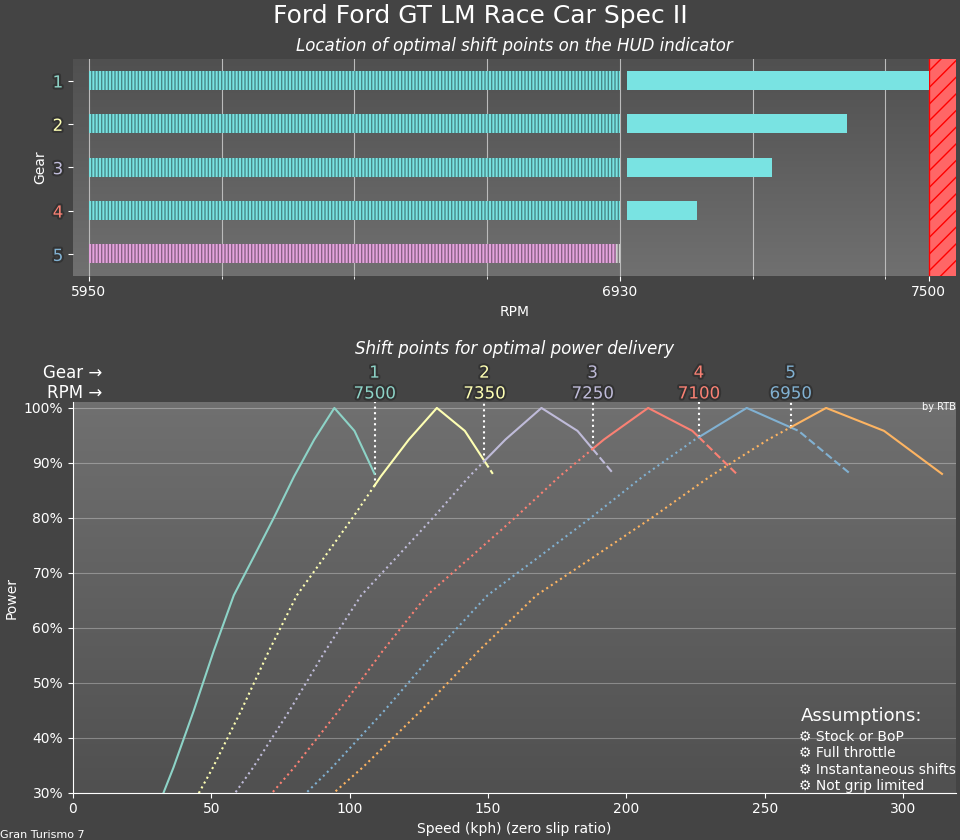 Ford Ford GT LM Race Car Spec II
Location of optimal shift points on the HUD indicator
Gear
1
2
3
4
5
5950 6930 7500
RPM
Shift points for optimal power delivery
Gear → 1 2 3 4 5
RPM → 7500 7350 7250 7100 6950
by RTB
Power
100%
90%
80%
70%
60%
50%
40%
30%
Assumptions:
⚙ Stock or BoP
⚙ Full throttle
⚙ Instantaneous shifts
⚙ Not grip limited
0 50 100 150 200 250 300
Speed (kph) (zero slip ratio)
Gran Turismo 7